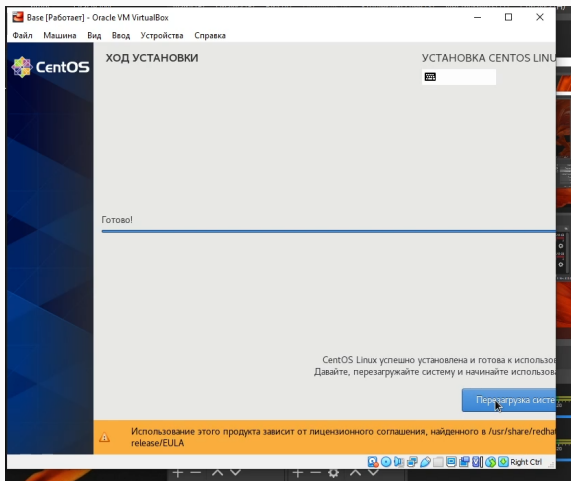 Base [Работает] - Oracle VM VirtualBox
Файл Машина Вид Ввод Устройства Справка
CentOS
ХОД УСТАНОВКИ
УСТАНОВКА CENTOS LINU
Готово!
CentOS Linux успешно установлена и готова к использов
Давайте, перезагружайте систему и начинайте использова
Перезагрузка систе
Использование этого продукта зависит от лицензионного соглашения, найденного в /usr/share/redhat
release/EULA
Right Ctrl